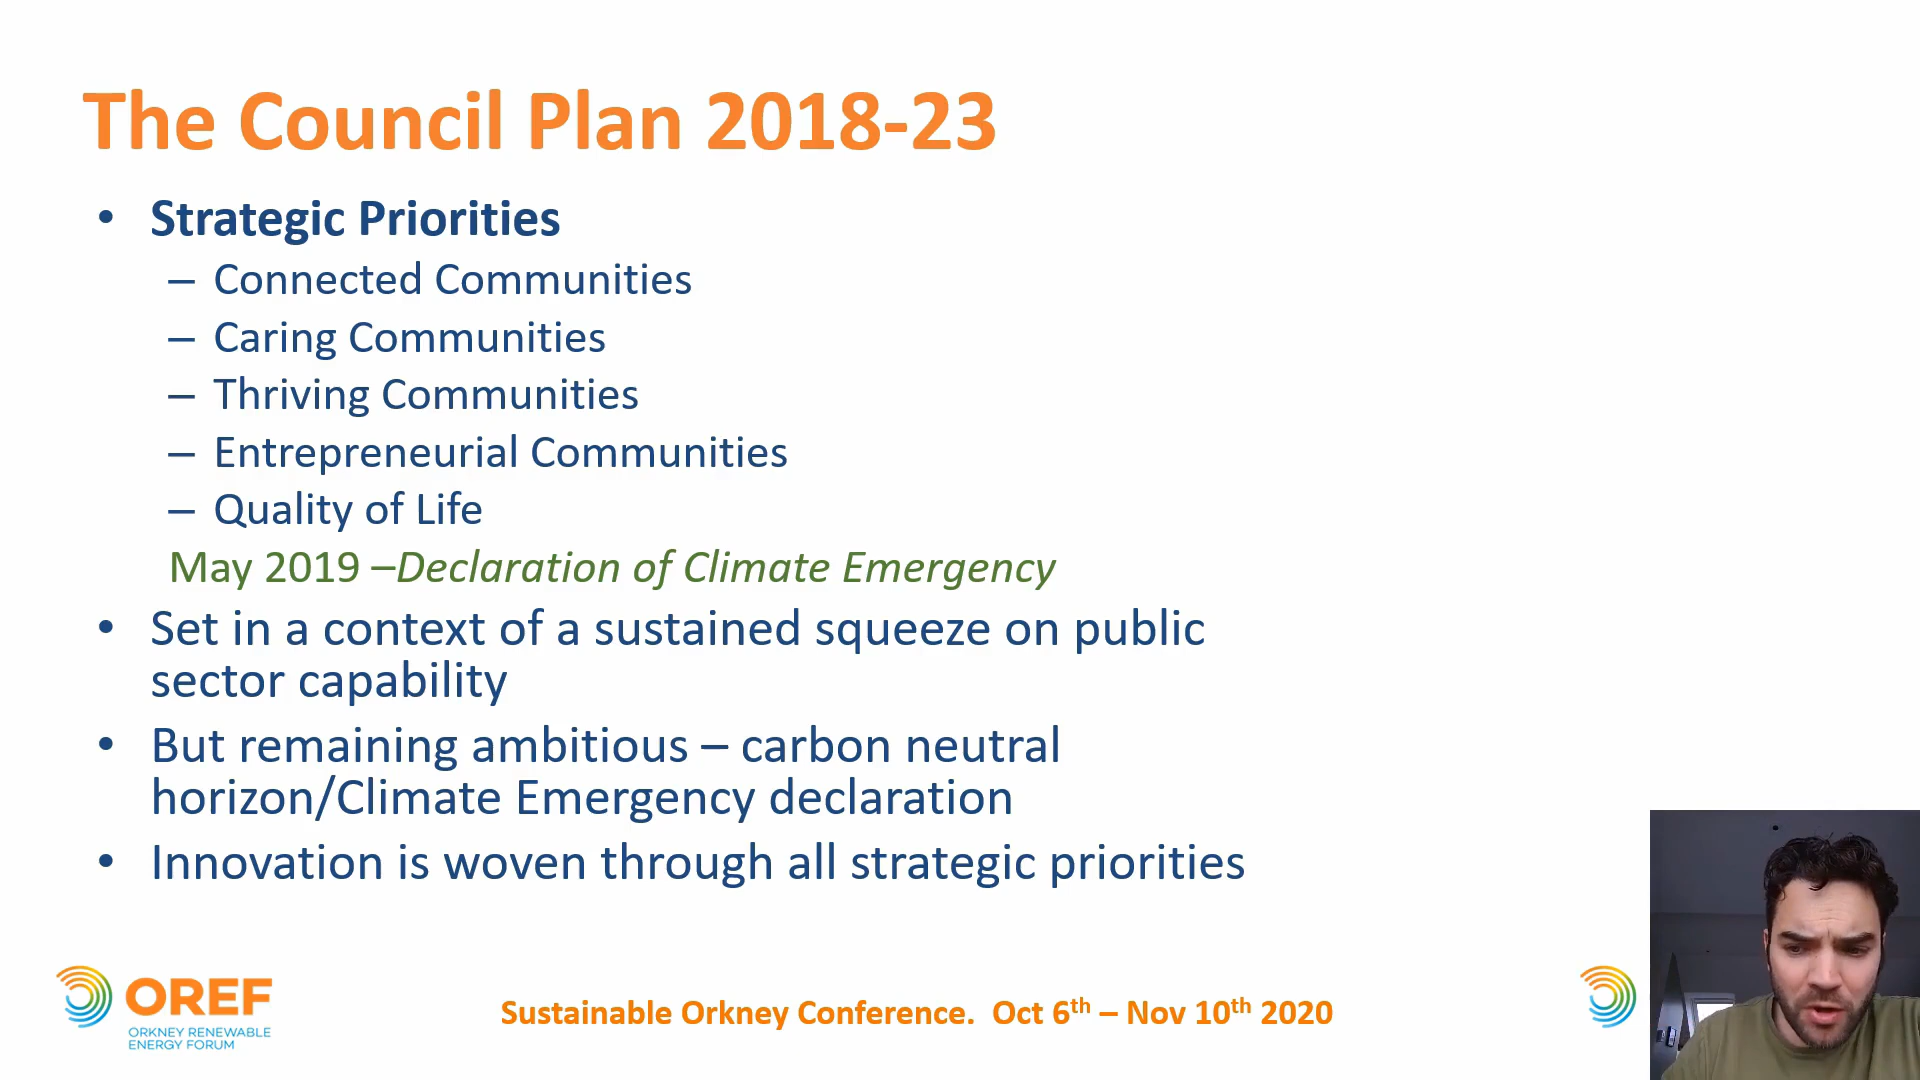 The Council Plan 2018-23
• Strategic Priorities
– Connected Communities
– Caring Communities
– Thriving Communities
– Entrepreneurial Communities
– Quality of Life
May 2019 –Declaration of Climate Emergency
• Set in a context of a sustained squeeze on public
sector capability
• But remaining ambitious – carbon neutral
horizon/Climate Emergency declaration
• Innovation is woven through all strategic priorities
OREF
ORKNEY RENEWABLE
ENERGY FORUM
Sustainable Orkney Conference.  Oct 6th – Nov 10th 2020